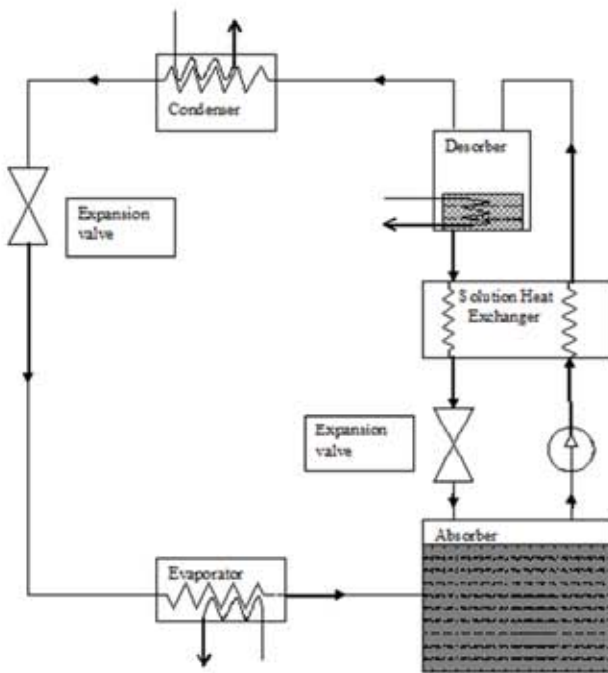 Condenser
Desorber
Expansion
valve
Solution Heat
Exchanger
Expansion
valve
Absorber
Evaporator